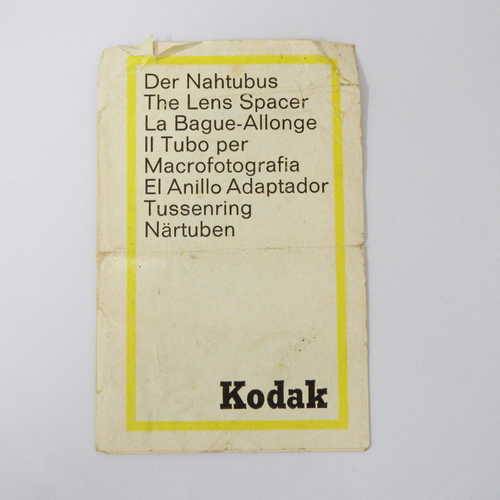 Der Nahtubus
The Lens Spacer
La Bague-Allonge
Il Tubo per
Macrofotografia
El Anillo Adaptador
Tussenring
Närtuben
Kodak